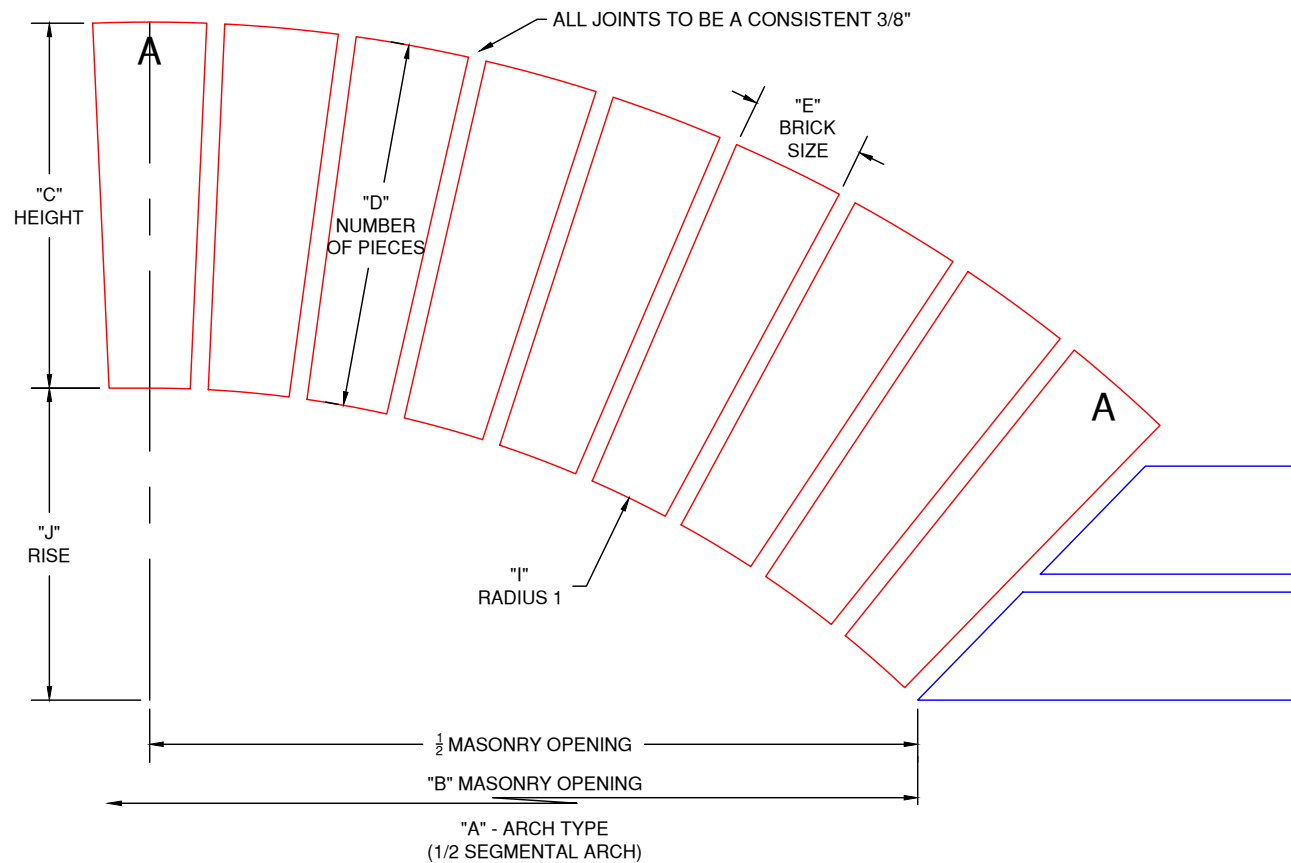 ALL JOINTS TO BE A CONSISTENT 3/8"
A
"E"
BRICK
SIZE
"C"
HEIGHT
"D"
NUMBER
OF PIECES
A
"J"
RISE
"I"
RADIUS 1
1/2 MASONRY OPENING
"B" MASONRY OPENING
"A" - ARCH TYPE
(1/2 SEGMENTAL ARCH)